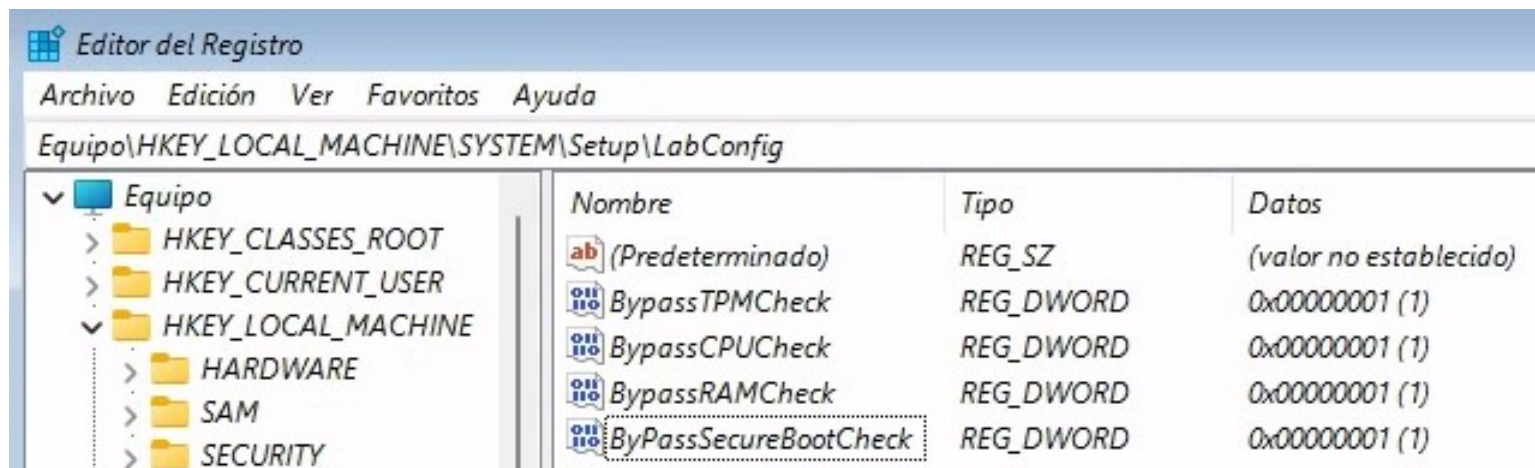 Editor del Registro
Archivo Edición Ver Favoritos Ayuda
Equipo\HKEY_LOCAL_MACHINE\SYSTEM\Setup\LabConfig
Equipo
HKEY_CLASSES_ROOT
HKEY_CURRENT_USER
HKEY_LOCAL_MACHINE
HARDWARE
SAM
SECURITY
Nombre Tipo Datos
(Predeterminado) REG_SZ (valor no establecido)
BypassTPMCheck REG_DWORD 0x00000001 (1)
BypassCPUCheck REG_DWORD 0x00000001 (1)
BypassRAMCheck REG_DWORD 0x00000001 (1)
ByPassSecureBootCheck REG_DWORD 0x00000001 (1)